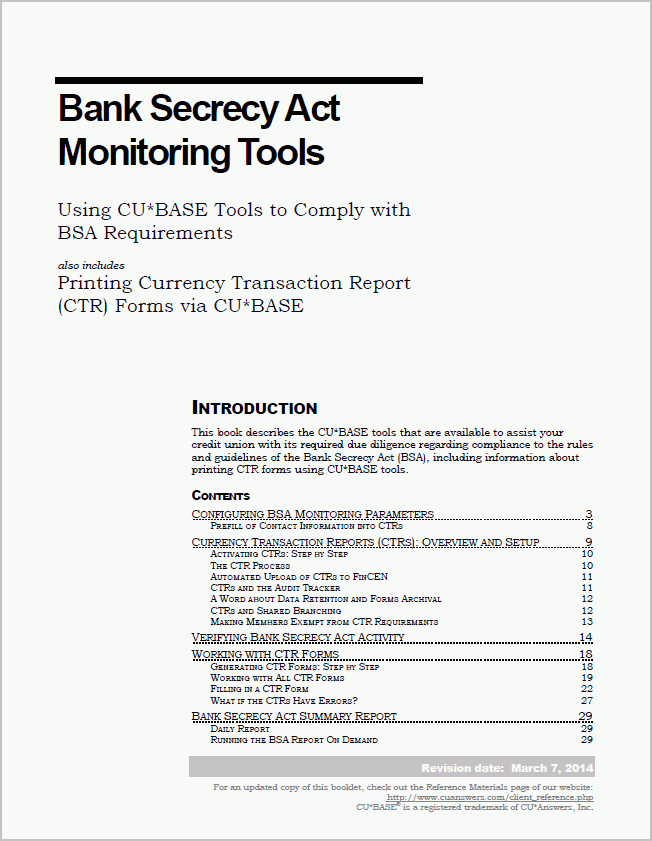 Bank Secrecy Act
Monitoring Tools
Using CU*BASE Tools to Comply with
BSA Requirements
also includes
Printing Currency Transaction Report
(CTR) Forms via CU*BASE
INTRODUCTION
This book describes the CU*BASE tools that are available to assist your
credit union with its required due diligence regarding compliance to the rules
and guidelines of the Bank Secrecy Act (BSA), including information about
printing CTR forms using CU*BASE tools.
CONTENTS
CONFIGURING BSA MONITORING PARAMETERS 3
PREFILL OF CONTACT INFORMATION INTO CTRS 8
CURRENCY TRANSACTION REPORTS (CTRS): OVERVIEW AND SETUP 9
ACTIVATING CTRS: STEP BY STEP 10
THE CTR PROCESS 10
AUTOMATED UPLOAD OF CTRS TO FINCEN 11
CTRS AND THE AUDIT TRACKER 11
A WORD ABOUT DATA RETENTION AND FORMS ARCHIVAL 12
CTRS AND SHARED BRANCHING 12
MAKING MEMBERS EXEMPT FROM CTR REQUIREMENTS 13
VERIFYING BANK SECRECY ACT ACTIVITY 14
WORKING WITH CTR FORMS 18
GENERATING CTR FORMS: STEP BY STEP 18
WORKING WITH ALL CTR FORMS 19
FILLING IN A CTR FORM 22
WHAT IF THE CTRS HAVE ERRORS? 27
BANK SECRECY ACT SUMMARY REPORT 29
DAILY REPORT 29
RUNNING THE BSA REPORT ON DEMAND 29
Revision date: March 7, 2014
For an updated copy of this booklet, check out the Reference Materials page of our website:
http://www.cuanswers.com/client_reference.php
CU*BASE® is a registered trademark of CU*Answers, Inc.